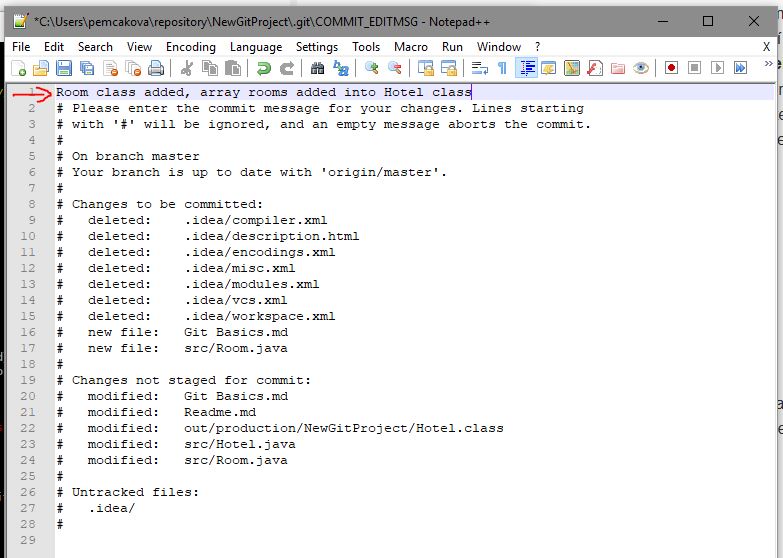 *C:\Users\pemcakova\repository\NewGitProject\.git\COMMIT_EDITMSG - Notepad++
File Edit Search View Encoding Language Settings Tools Macro Run Window ?
1 Room class added, array rooms added into Hotel class
2 # Please enter the commit message for your changes. Lines starting
3 # with '#' will be ignored, and an empty message aborts the commit.
4 #
5 # On branch master
6 # Your branch is up to date with 'origin/master'.
7 #
8 # Changes to be committed:
9 #   deleted:    .idea/compiler.xml
10 #   deleted:    .idea/description.html
11 #   deleted:    .idea/encodings.xml
12 #   deleted:    .idea/misc.xml
13 #   deleted:    .idea/modules.xml
14 #   deleted:    .idea/vcs.xml
15 #   deleted:    .idea/workspace.xml
16 #   new file:   Git Basics.md
17 #   new file:   src/Room.java
18 #
19 # Changes not staged for commit:
20 #   modified:   Git Basics.md
21 #   modified:   Readme.md
22 #   modified:   out/production/NewGitProject/Hotel.class
23 #   modified:   src/Hotel.java
24 #   modified:   src/Room.java
25 #
26 # Untracked files:
27 #   .idea/
28 #
29